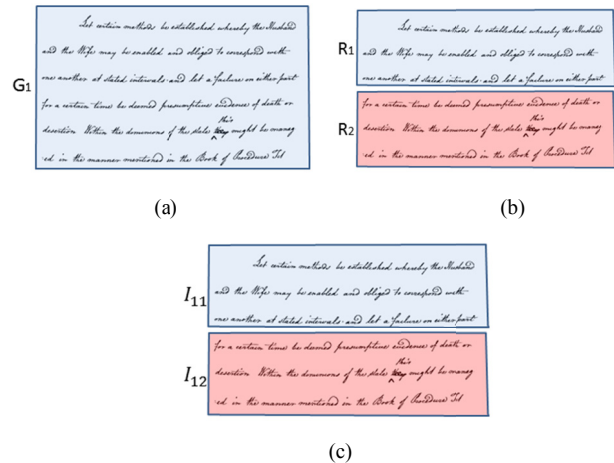 G1
Let certain methods be established whereby the Husband
and the Wife may be enabled and obliged to correspond with
one another at stated intervals and let a failure on either part
for a certain time be deemed presumptive evidence of death or
this
desertion Within the dominions of the state they might be manag
^
ed in the manner mentioned in the Book of Procedure Tit
(a)
R1
Let certain methods be established whereby the Husband
and the Wife may be enabled and obliged to correspond with
one another at stated intervals and let a failure on either part
R2
for a certain time be deemed presumptive evidence of death or
this
desertion Within the dominions of the state they might be manag
^
ed in the manner mentioned in the Book of Procedure Tit
(b)
I11
Let certain methods be established whereby the Husband
and the Wife may be enabled and obliged to correspond with
one another at stated intervals and let a failure on either part
I12
for a certain time be deemed presumptive evidence of death or
this
desertion Within the dominions of the state they might be manag
^
ed in the manner mentioned in the Book of Procedure Tit
(c)